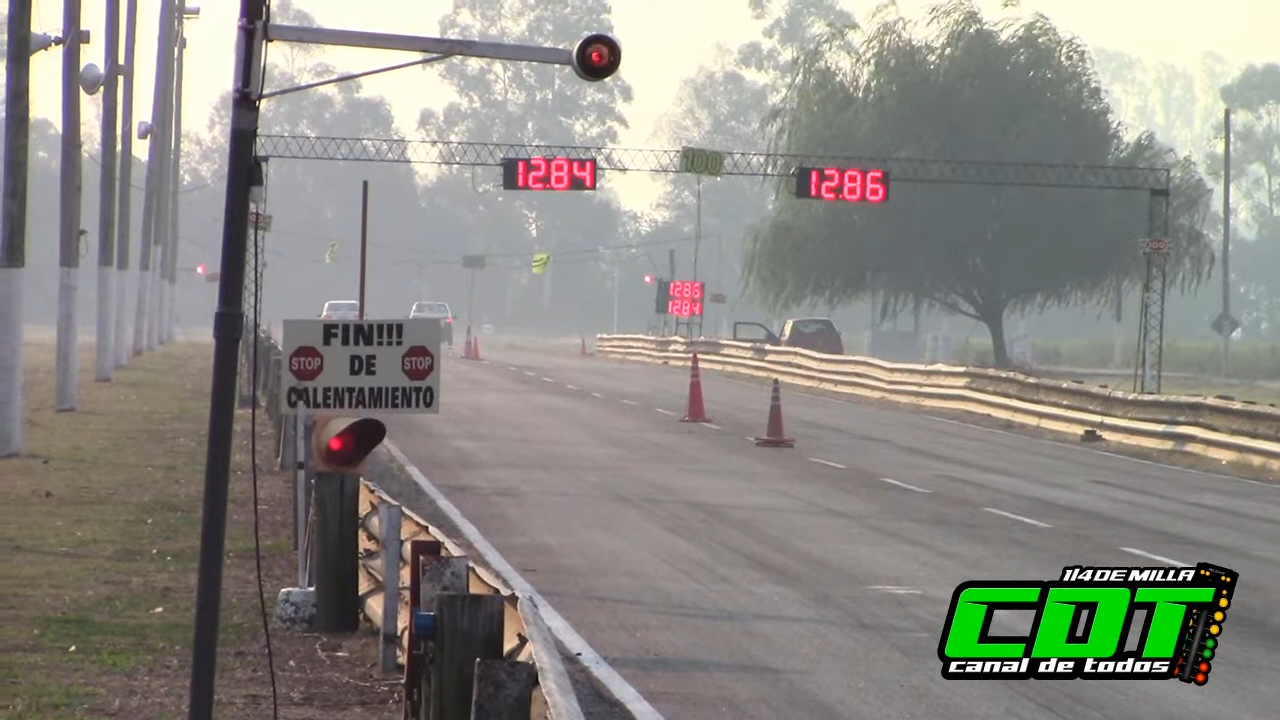 12.84
100
12.86
100
12.86
12.84
FIN!!!
STOP DE STOP
CALENTAMIENTO
1/4 DE MILLA
CDT
canal de todos